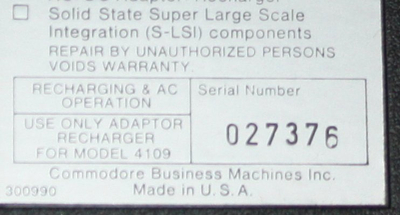 Solid State Super Large Scale
Integration (S-LSI) components
REPAIR BY UNAUTHORIZED PERSONS
VOIDS WARRANTY.
RECHARGING & AC
OPERATION
USE ONLY ADAPTOR
RECHARGER
FOR MODEL 4109
Serial Number
027376
Commodore Business Machines Inc.
300990 Made in U.S.A.